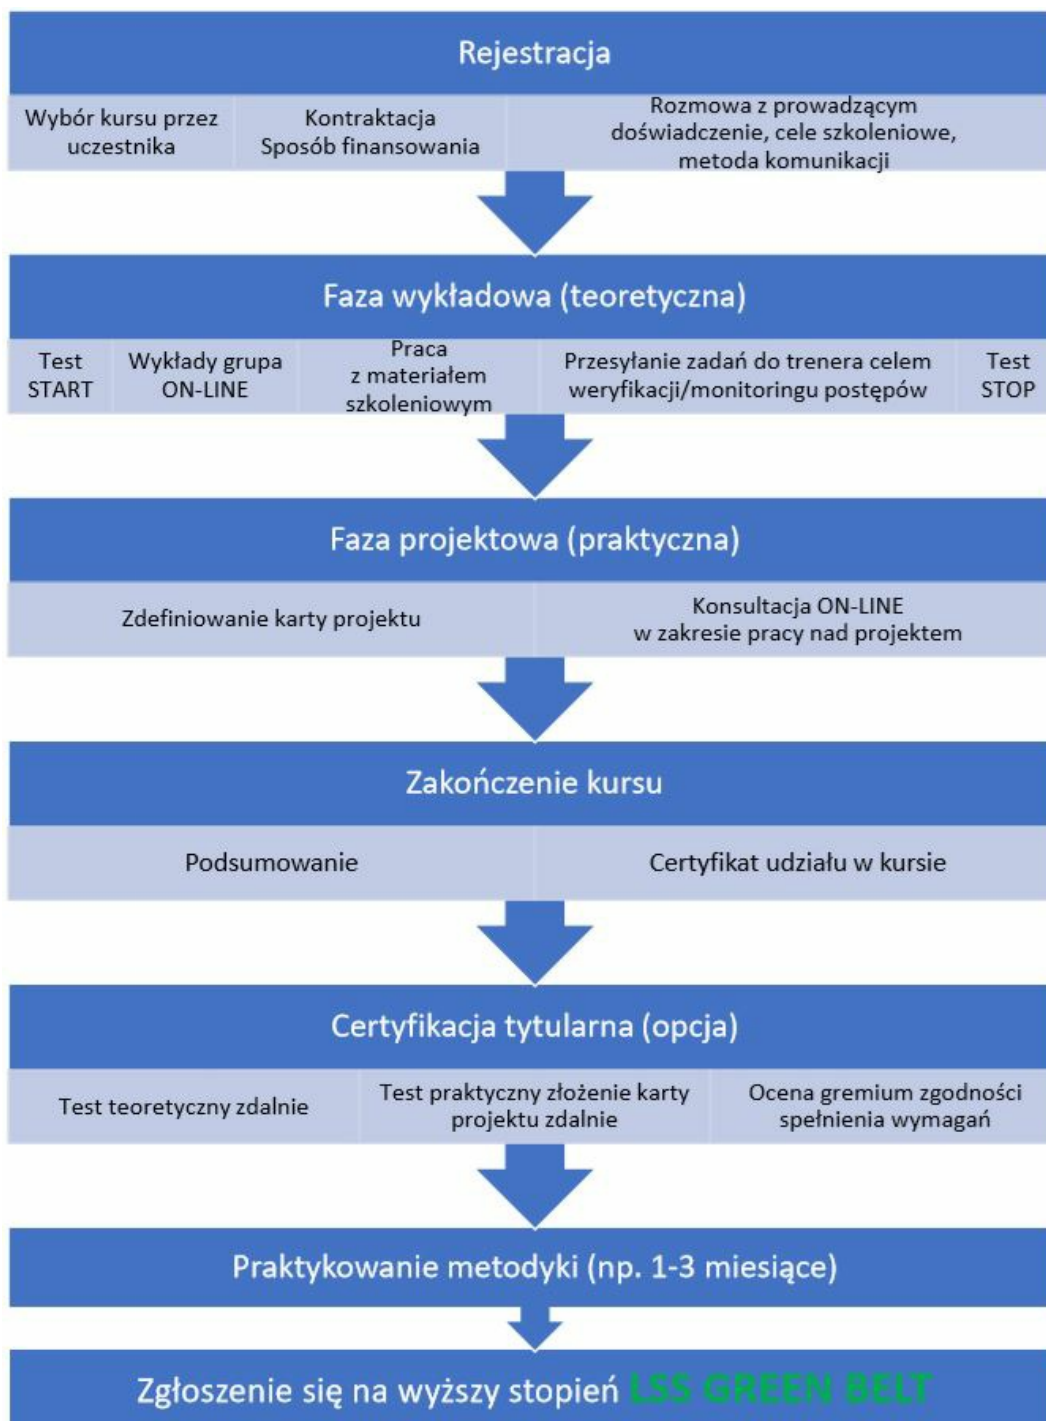 Rejestracja
Wybór kursu przez
uczestnika
Kontraktacja
Sposób finansowania
Rozmowa z prowadzącym
doświadczenie, cele szkoleniowe,
metoda komunikacji
Faza wykładowa (teoretyczna)
Test
START
Wykłady grupa
ON-LINE
Praca
z materiałem
szkoleniowym
Przesyłanie zadań do trenera celem
weryfikacji/monitoringu postępów
Test
STOP
Faza projektowa (praktyczna)
Zdefiniowanie karty projektu
Konsultacja ON-LINE
w zakresie pracy nad projektem
Zakończenie kursu
Podsumowanie
Certyfikat udziału w kursie
Certyfikacja tytularna (opcja)
Test teoretyczny zdalnie
Test praktyczny złożenie karty
projektu zdalnie
Ocena gremium zgodności
spełnienia wymagań
Praktykowanie metodyki (np. 1-3 miesiące)
Zgłoszenie się na wyższy stopień LSS GREEN BELT